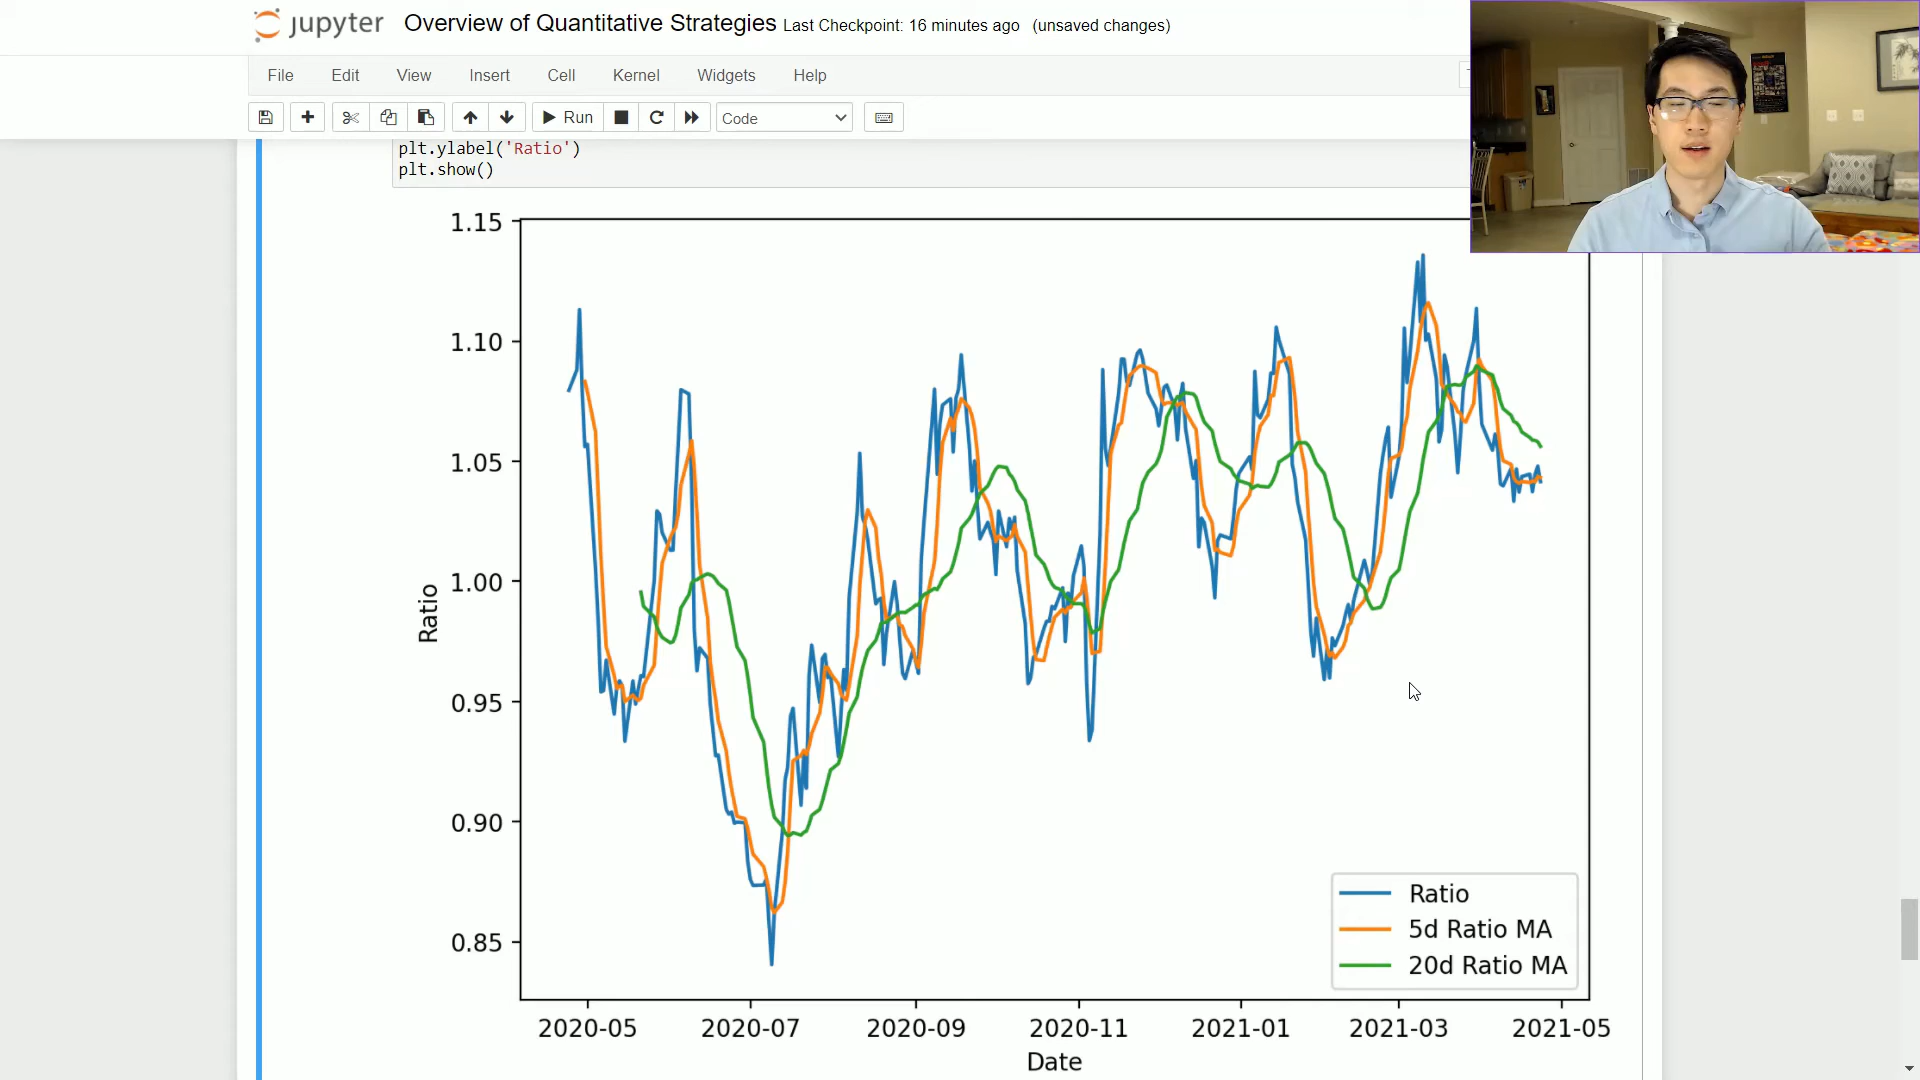 jupyter Overview of Quantitative Strategies Last Checkpoint: 16 minutes ago (unsaved changes)
File Edit View Insert Cell Kernel Widgets Help
Run Code
plt.ylabel('Ratio')
plt.show()
1.15
1.10
1.05
1.00
0.95
0.90
0.85
Ratio
Ratio
5d Ratio MA
20d Ratio MA
2020-05 2020-07 2020-09 2020-11 2021-01 2021-03 2021-05
Date